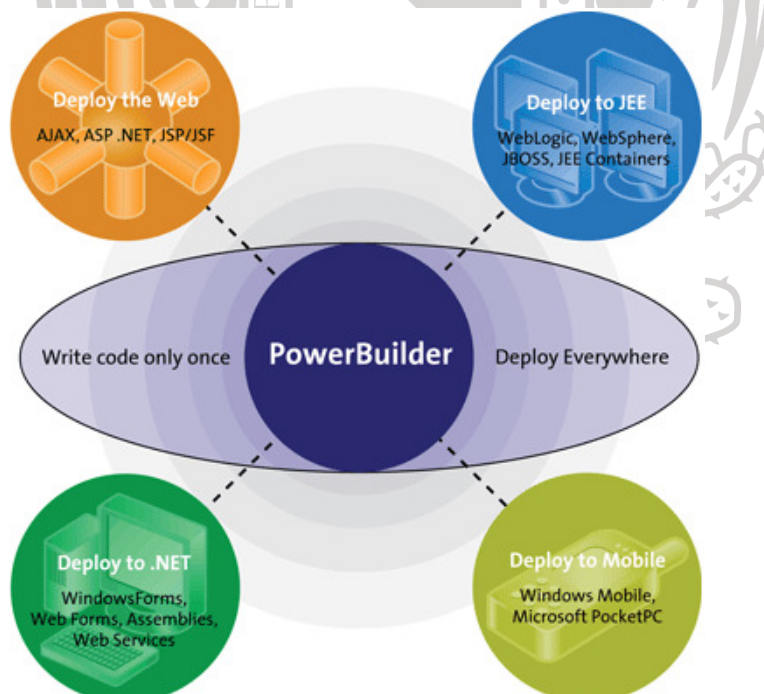 Deploy the Web
AJAX, ASP .NET, JSP/JSF
Deploy to JEE
WebLogic, WebSphere,
JBOSS, JEE Containers
Write code only once
PowerBuilder
Deploy Everywhere
Deploy to .NET
WindowsForms,
Web Forms, Assemblies,
Web Services
Deploy to Mobile
Windows Mobile,
Microsoft PocketPC